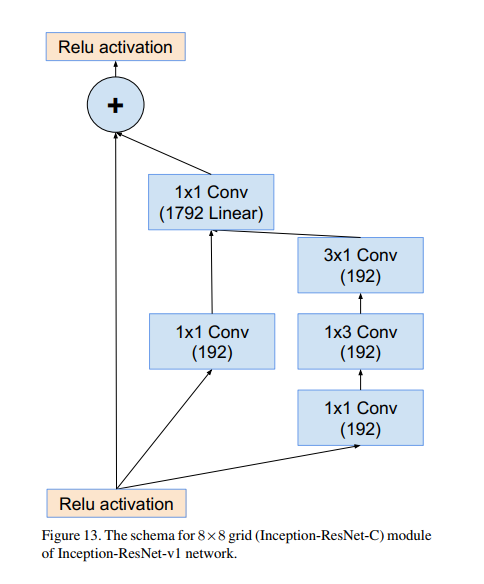 Relu activation
+
1x1 Conv
(1792 Linear)
3x1 Conv
(192)
1x1 Conv
(192)
1x3 Conv
(192)
1x1 Conv
(192)
Relu activation
Figure 13. The schema for 8×8 grid (Inception-ResNet-C) module
of Inception-ResNet-v1 network.